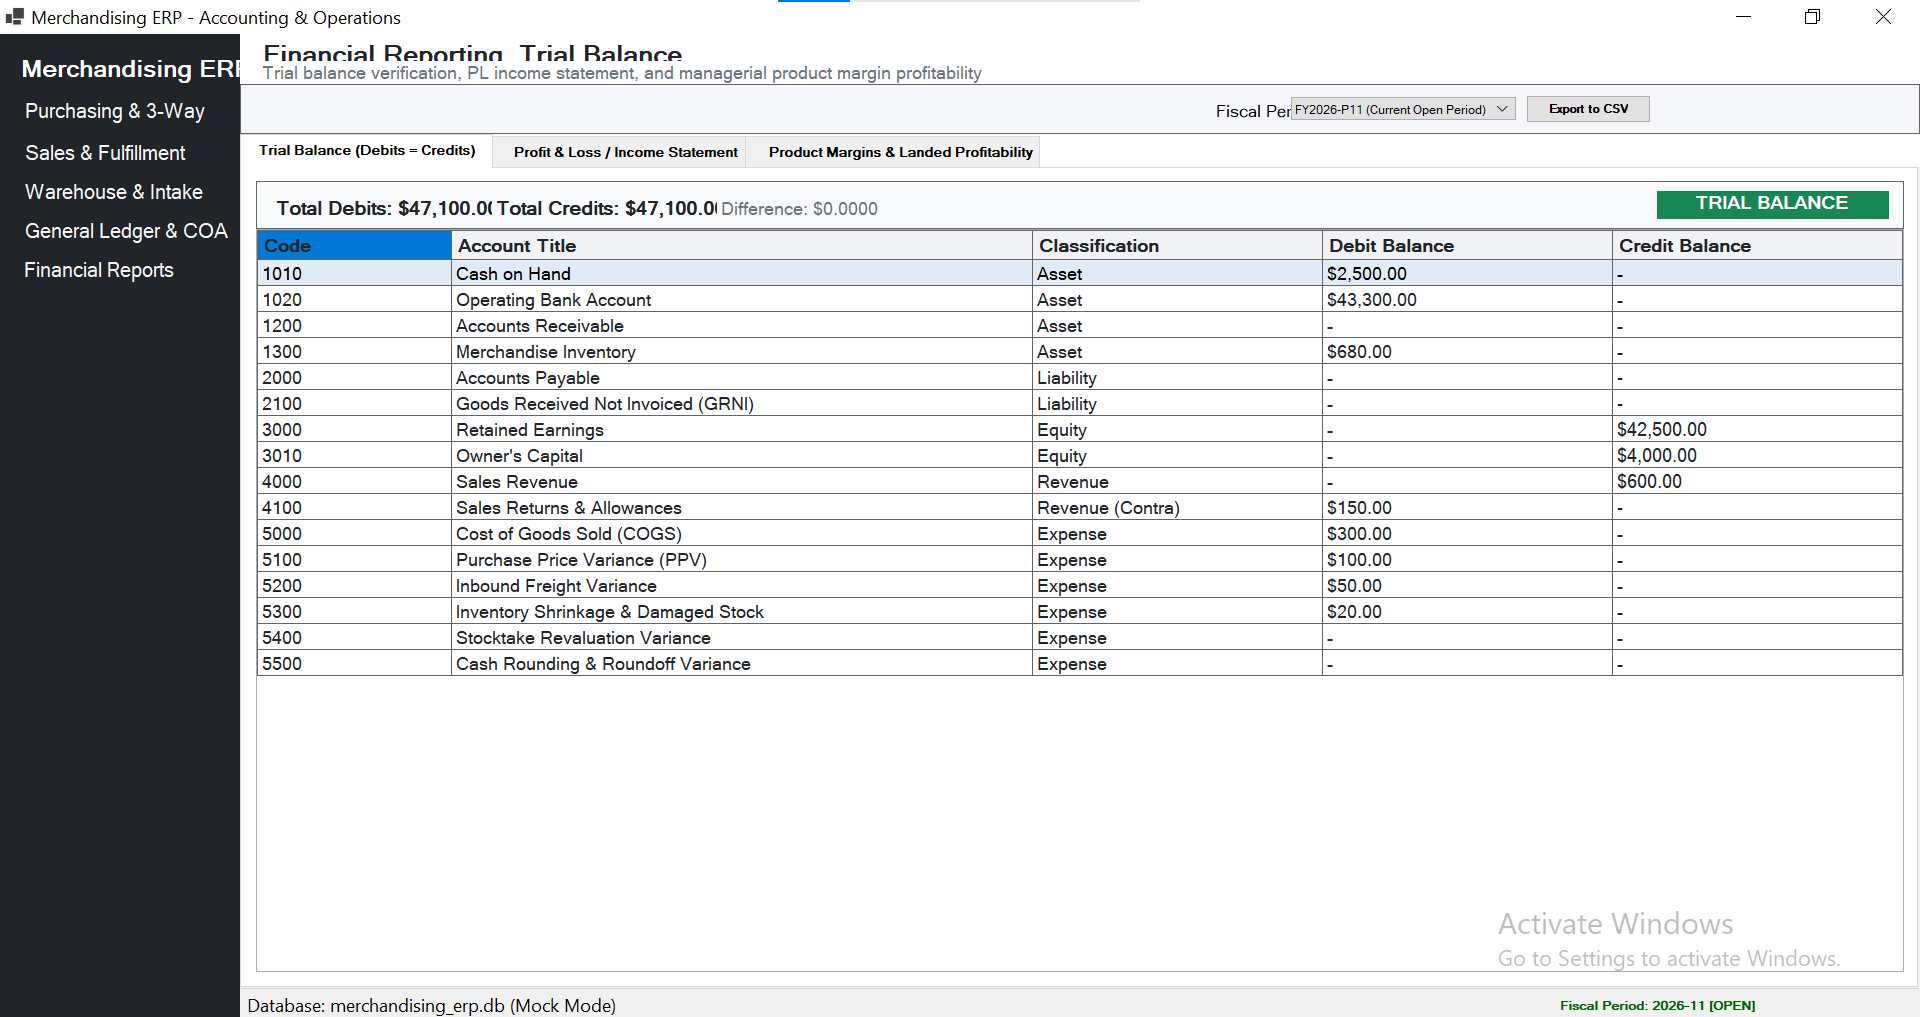 Merchandising ERP - Accounting & Operations
Merchandising ERP
Purchasing & 3-Way
Sales & Fulfillment
Warehouse & Intake
General Ledger & COA
Financial Reports
Financial Reporting Trial Balance
Trial balance verification, PL income statement, and managerial product margin profitability
Fiscal Per FY2026-P11 (Current Open Period) Export to CSV
Trial Balance (Debits = Credits) Profit & Loss / Income Statement Product Margins & Landed Profitability
Total Debits: $47,100.0 Total Credits: $47,100.0 Difference: $0.0000 TRIAL BALANCE
Code Account Title Classification Debit Balance Credit Balance
1010 Cash on Hand Asset $2,500.00 -
1020 Operating Bank Account Asset $43,300.00 -
1200 Accounts Receivable Asset - -
1300 Merchandise Inventory Asset $680.00 -
2000 Accounts Payable Liability - -
2100 Goods Received Not Invoiced (GRNI) Liability - -
3000 Retained Earnings Equity - $42,500.00
3010 Owner's Capital Equity - $4,000.00
4000 Sales Revenue Revenue - $600.00
4100 Sales Returns & Allowances Revenue (Contra) $150.00 -
5000 Cost of Goods Sold (COGS) Expense $300.00 -
5100 Purchase Price Variance (PPV) Expense $100.00 -
5200 Inbound Freight Variance Expense $50.00 -
5300 Inventory Shrinkage & Damaged Stock Expense $20.00 -
5400 Stocktake Revaluation Variance Expense - -
5500 Cash Rounding & Roundoff Variance Expense - -
Activate Windows
Go to Settings to activate Windows.
Database: merchandising_erp.db (Mock Mode) Fiscal Period: 2026-11 [OPEN]